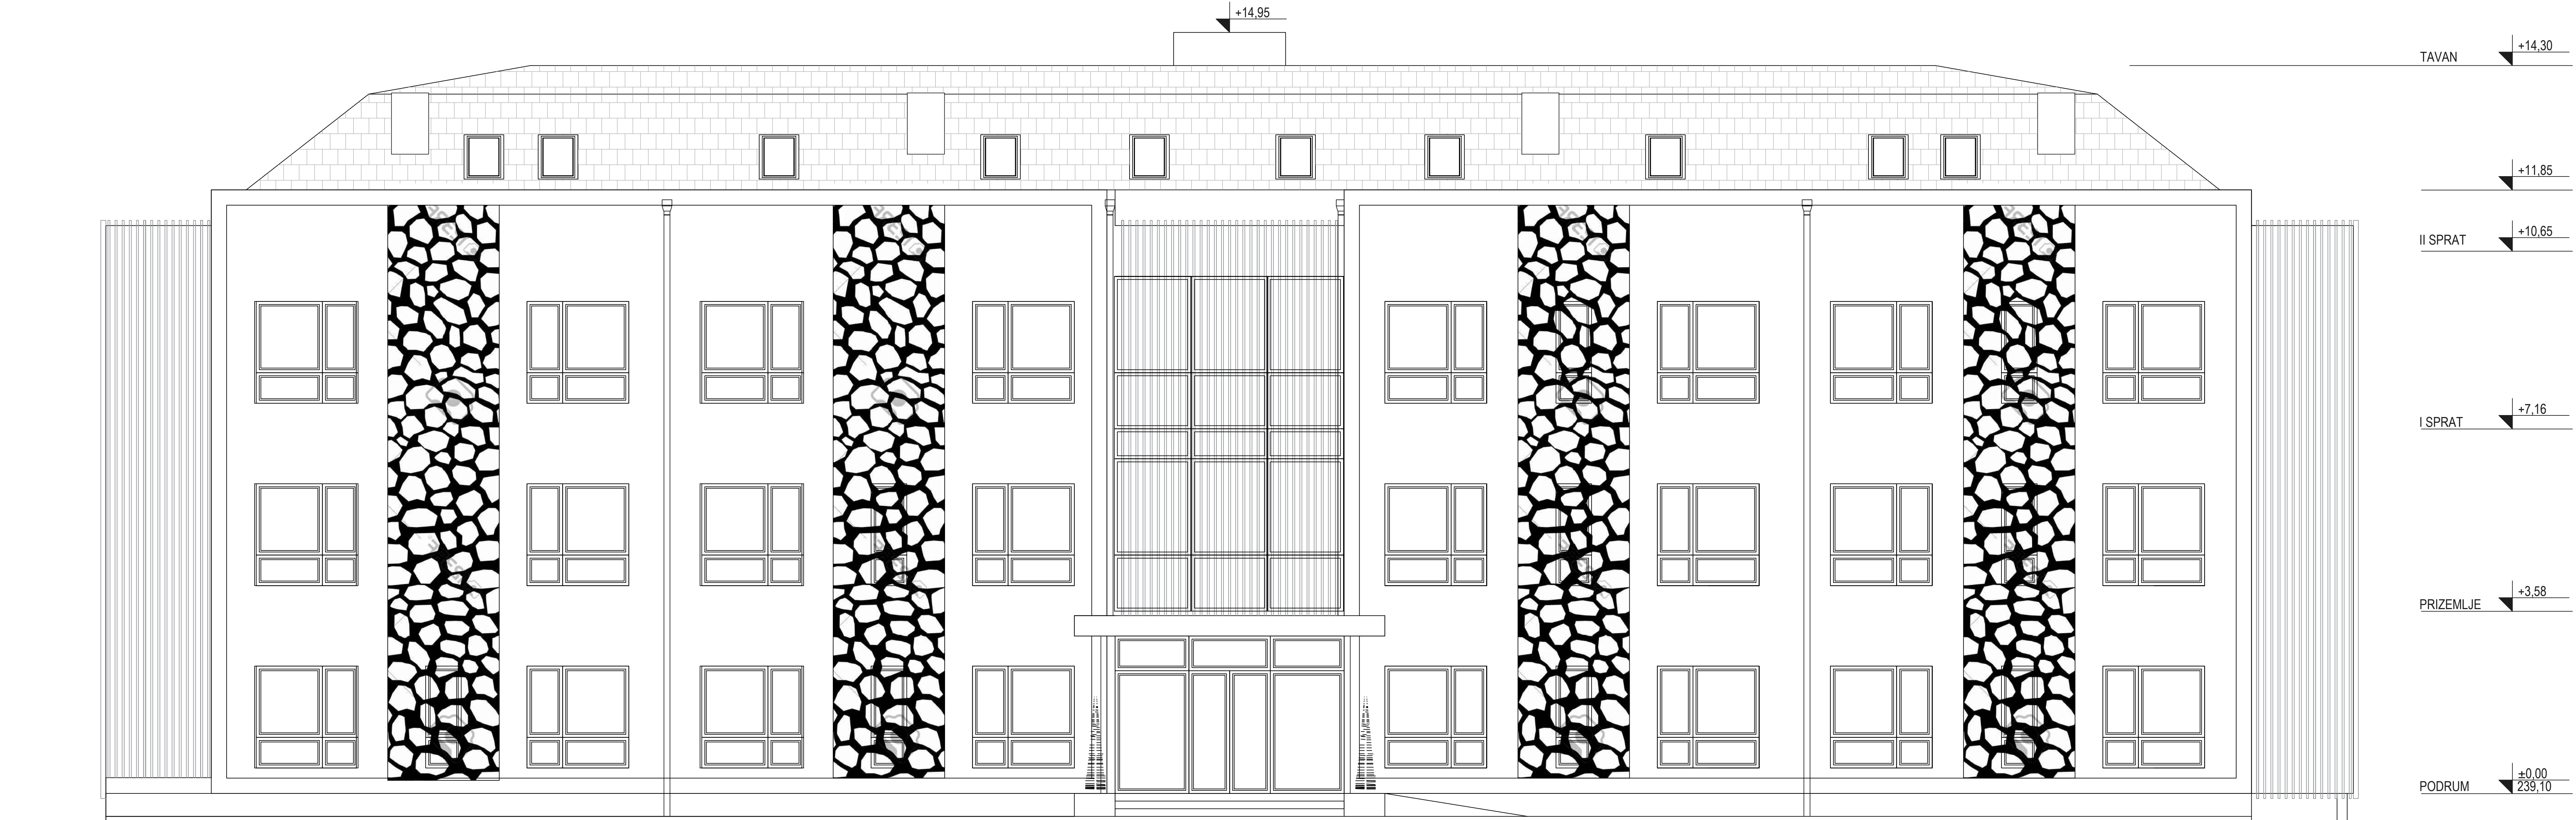 +14,95
TAVAN +14,30
+11,85
II SPRAT +10,65
I SPRAT +7,16
PRIZEMLJE +3,58
±0,00
PODRUM 239,10